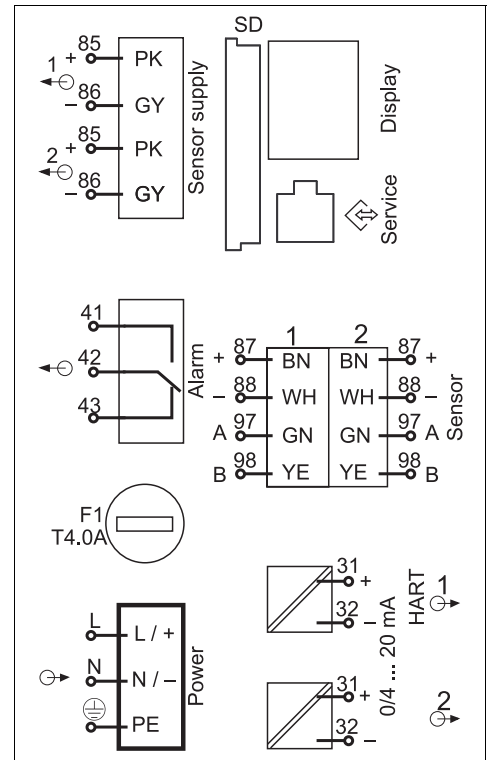 SD
1
+ 85 PK
- 86 GY
2
+ 85 PK
- 86 GY
Sensor supply
Display
Service
41
42
43
Alarm
1 2
+ 87 BN BN 87 +
- 88 WH WH 88 -
A 97 GN GN 97 A
B 98 YE YE 98 B
Sensor
F1
T4.0A
L L / +
N N / -
PE
Power
31 +
32 -
31 +
32 -
0/4 ... 20 mA
HART
1
2